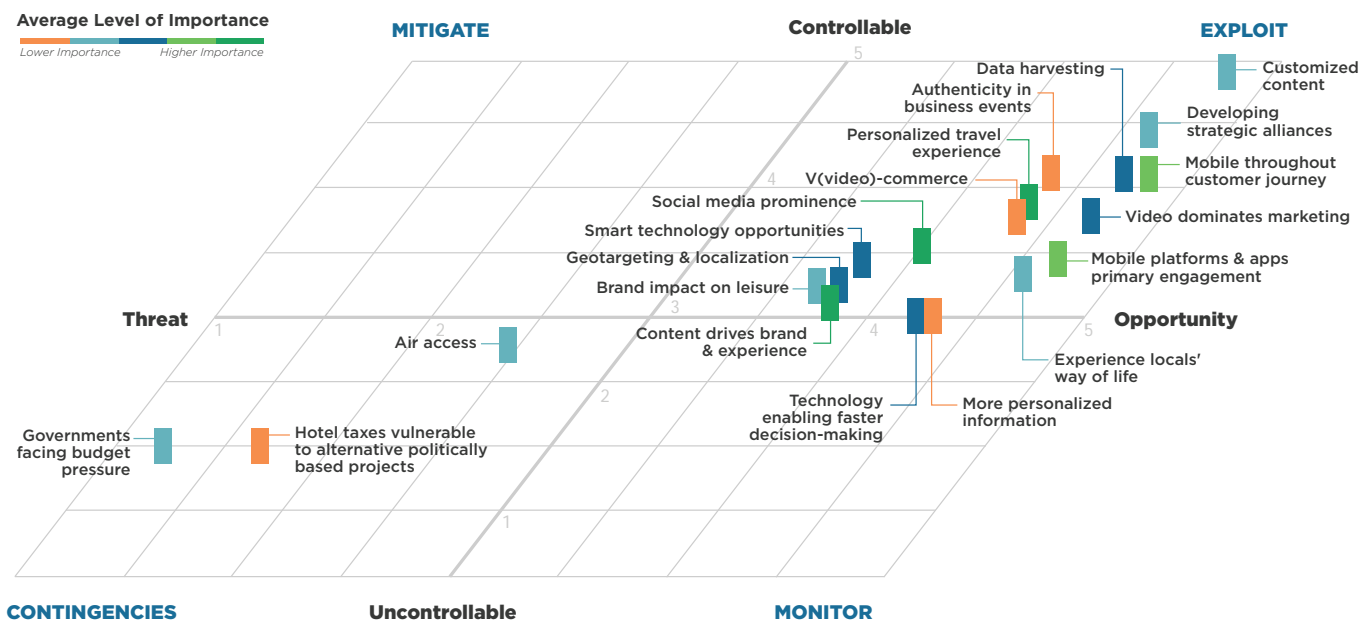 Average Level of Importance
Lower Importance
Higher Importance
MITIGATE
Controllable
EXPLOIT
5
Data harvesting
Customized
content
Authenticity in
business events
Developing
strategic alliances
Personalized travel
experience
Mobile throughout
customer journey
V(video)-commerce
4
Social media prominence
Video dominates marketing
Smart technology opportunities
Geotargeting & localization
Mobile platforms & apps
primary engagement
Brand impact on leisure
3
Threat
1
2
4
5
Opportunity
Air access
Content drives brand
& experience
Experience locals'
way of life
2
Technology
enabling faster
decision-making
More personalized
information
Governments
facing budget
pressure
Hotel taxes vulnerable
to alternative politically
based projects
1
CONTINGENCIES
Uncontrollable
MONITOR